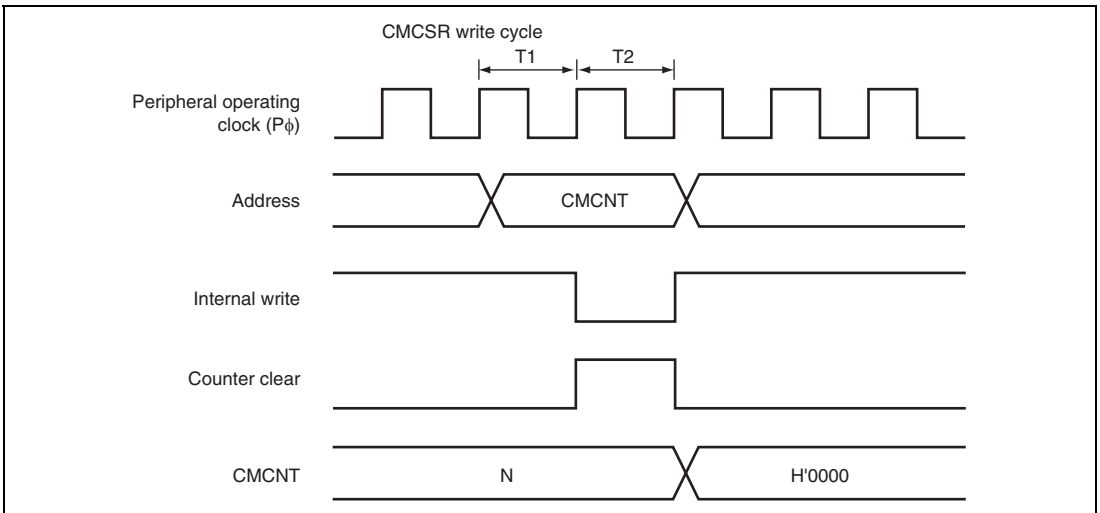 CMCSR write cycle
T1 T2
Peripheral operating
clock (Pφ)
Address
CMCNT
Internal write
Counter clear
CMCNT
N
H'0000